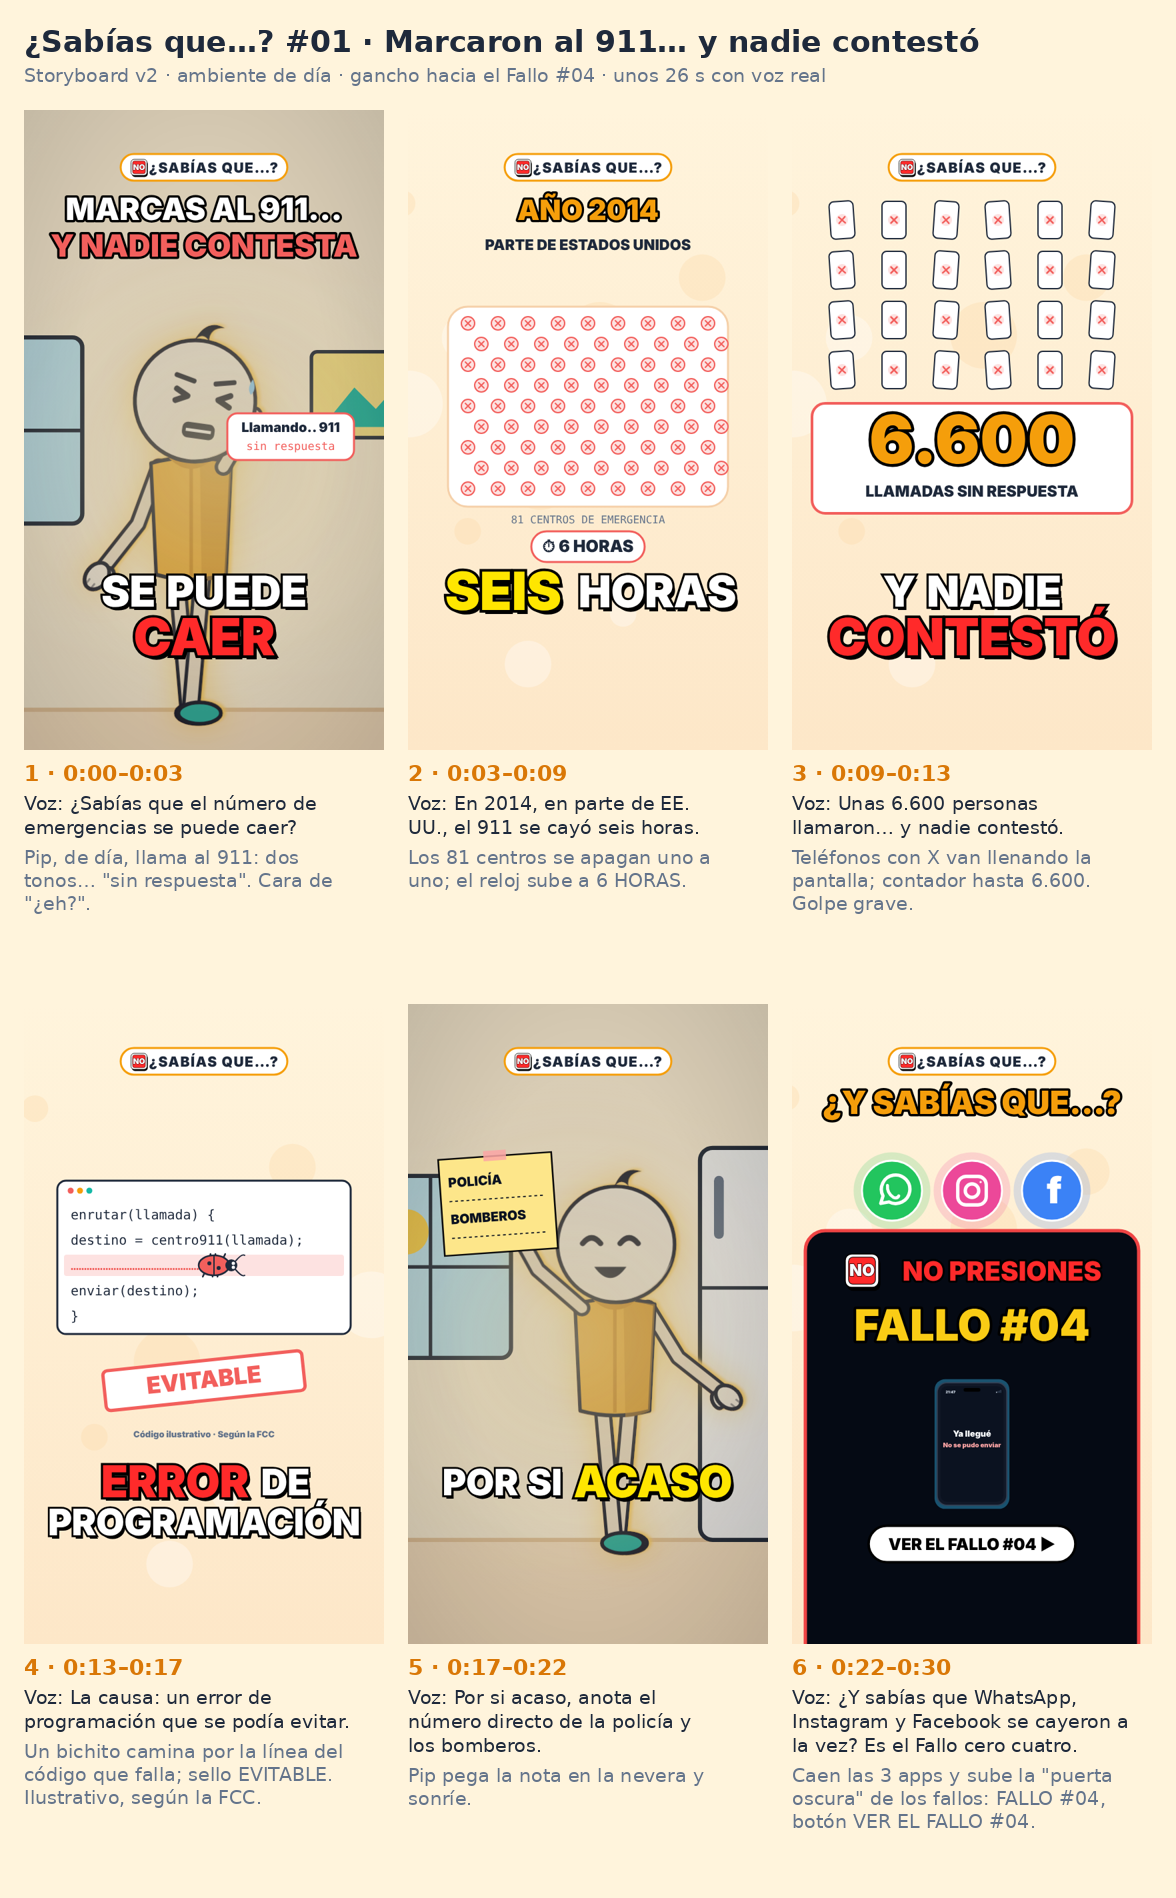 ¿Sabías que…? #01 · Marcaron al 911… y nadie contestó
Storyboard v2 · ambiente de día · gancho hacia el Fallo #04 · unos 26 s con voz real
NO ¿SABÍAS QUE…?
MARCAS AL 911…
Y NADIE CONTESTA
Llamando.. 911
sin respuesta
SE PUEDE
CAER
1 · 0:00–0:03
Voz: ¿Sabías que el número de
emergencias se puede caer?
Pip, de día, llama al 911: dos
tonos… "sin respuesta". Cara de
"¿eh?".
NO ¿SABÍAS QUE…?
AÑO 2014
PARTE DE ESTADOS UNIDOS
81 CENTROS DE EMERGENCIA
⏱ 6 HORAS
SEIS HORAS
2 · 0:03–0:09
Voz: En 2014, en parte de EE.
UU., el 911 se cayó seis horas.
Los 81 centros se apagan uno a
uno; el reloj sube a 6 HORAS.
NO ¿SABÍAS QUE…?
6.600
LLAMADAS SIN RESPUESTA
Y NADIE
CONTESTÓ
3 · 0:09–0:13
Voz: Unas 6.600 personas
llamaron… y nadie contestó.
Teléfonos con X van llenando la
pantalla; contador hasta 6.600.
Golpe grave.
NO ¿SABÍAS QUE…?
enrutar(llamada) {
destino = centro911(llamada);
enviar(destino);
}
EVITABLE
Código ilustrativo · Según la FCC
ERROR DE
PROGRAMACIÓN
4 · 0:13–0:17
Voz: La causa: un error de
programación que se podía evitar.
Un bichito camina por la línea del
código que falla; sello EVITABLE.
Ilustrativo, según la FCC.
NO ¿SABÍAS QUE…?
POLICÍA
BOMBEROS
POR SI ACASO
5 · 0:17–0:22
Voz: Por si acaso, anota el
número directo de la policía y
los bomberos.
Pip pega la nota en la nevera y
sonríe.
NO ¿SABÍAS QUE…?
¿Y SABÍAS QUE…?
NO NO PRESIONES
FALLO #04
Ya llegué
No se pudo enviar
VER EL FALLO #04 ▶
6 · 0:22–0:30
Voz: ¿Y sabías que WhatsApp,
Instagram y Facebook se cayeron a
la vez? Es el Fallo cero cuatro.
Caen las 3 apps y sube la "puerta
oscura" de los fallos: FALLO #04,
botón VER EL FALLO #04.